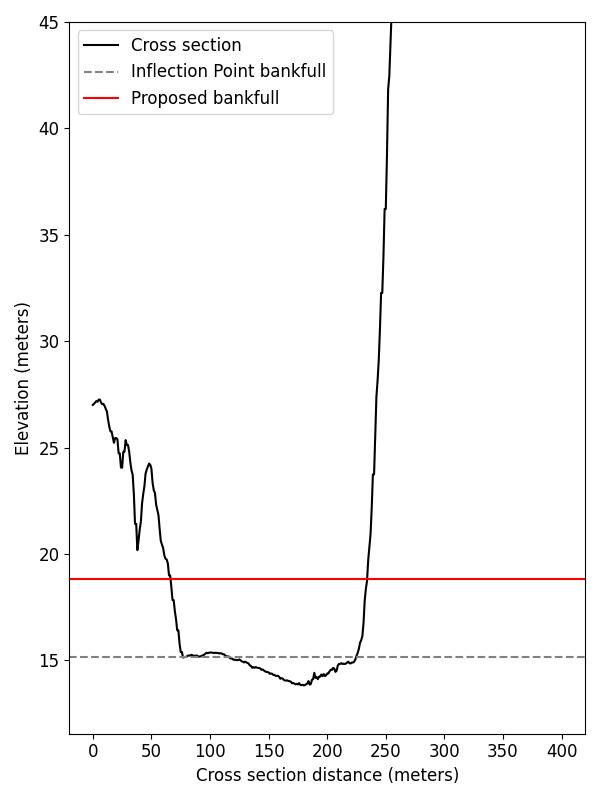 Cross section
Inflection Point bankfull
Proposed bankfull
45
40
35
30
25
20
15
Elevation (meters)
0 50 100 150 200 250 300 350 400
Cross section distance (meters)